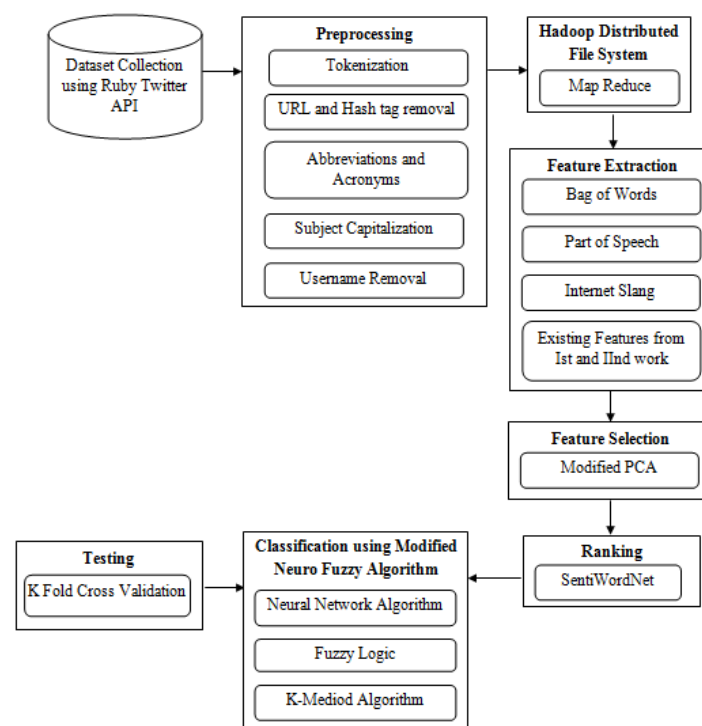 Dataset Collection
using Ruby Twitter
API
Preprocessing
Tokenization
URL and Hash tag removal
Abbreviations and
Acronyms
Subject Capitalization
Username Removal
Hadoop Distributed
File System
Map Reduce
Feature Extraction
Bag of Words
Part of Speech
Internet Slang
Existing Features from
Ist and IInd work
Feature Selection
Modified PCA
Ranking
SentiWordNet
Classification using Modified
Neuro Fuzzy Algorithm
Neural Network Algorithm
Fuzzy Logic
K-Mediod Algorithm
Testing
K Fold Cross Validation